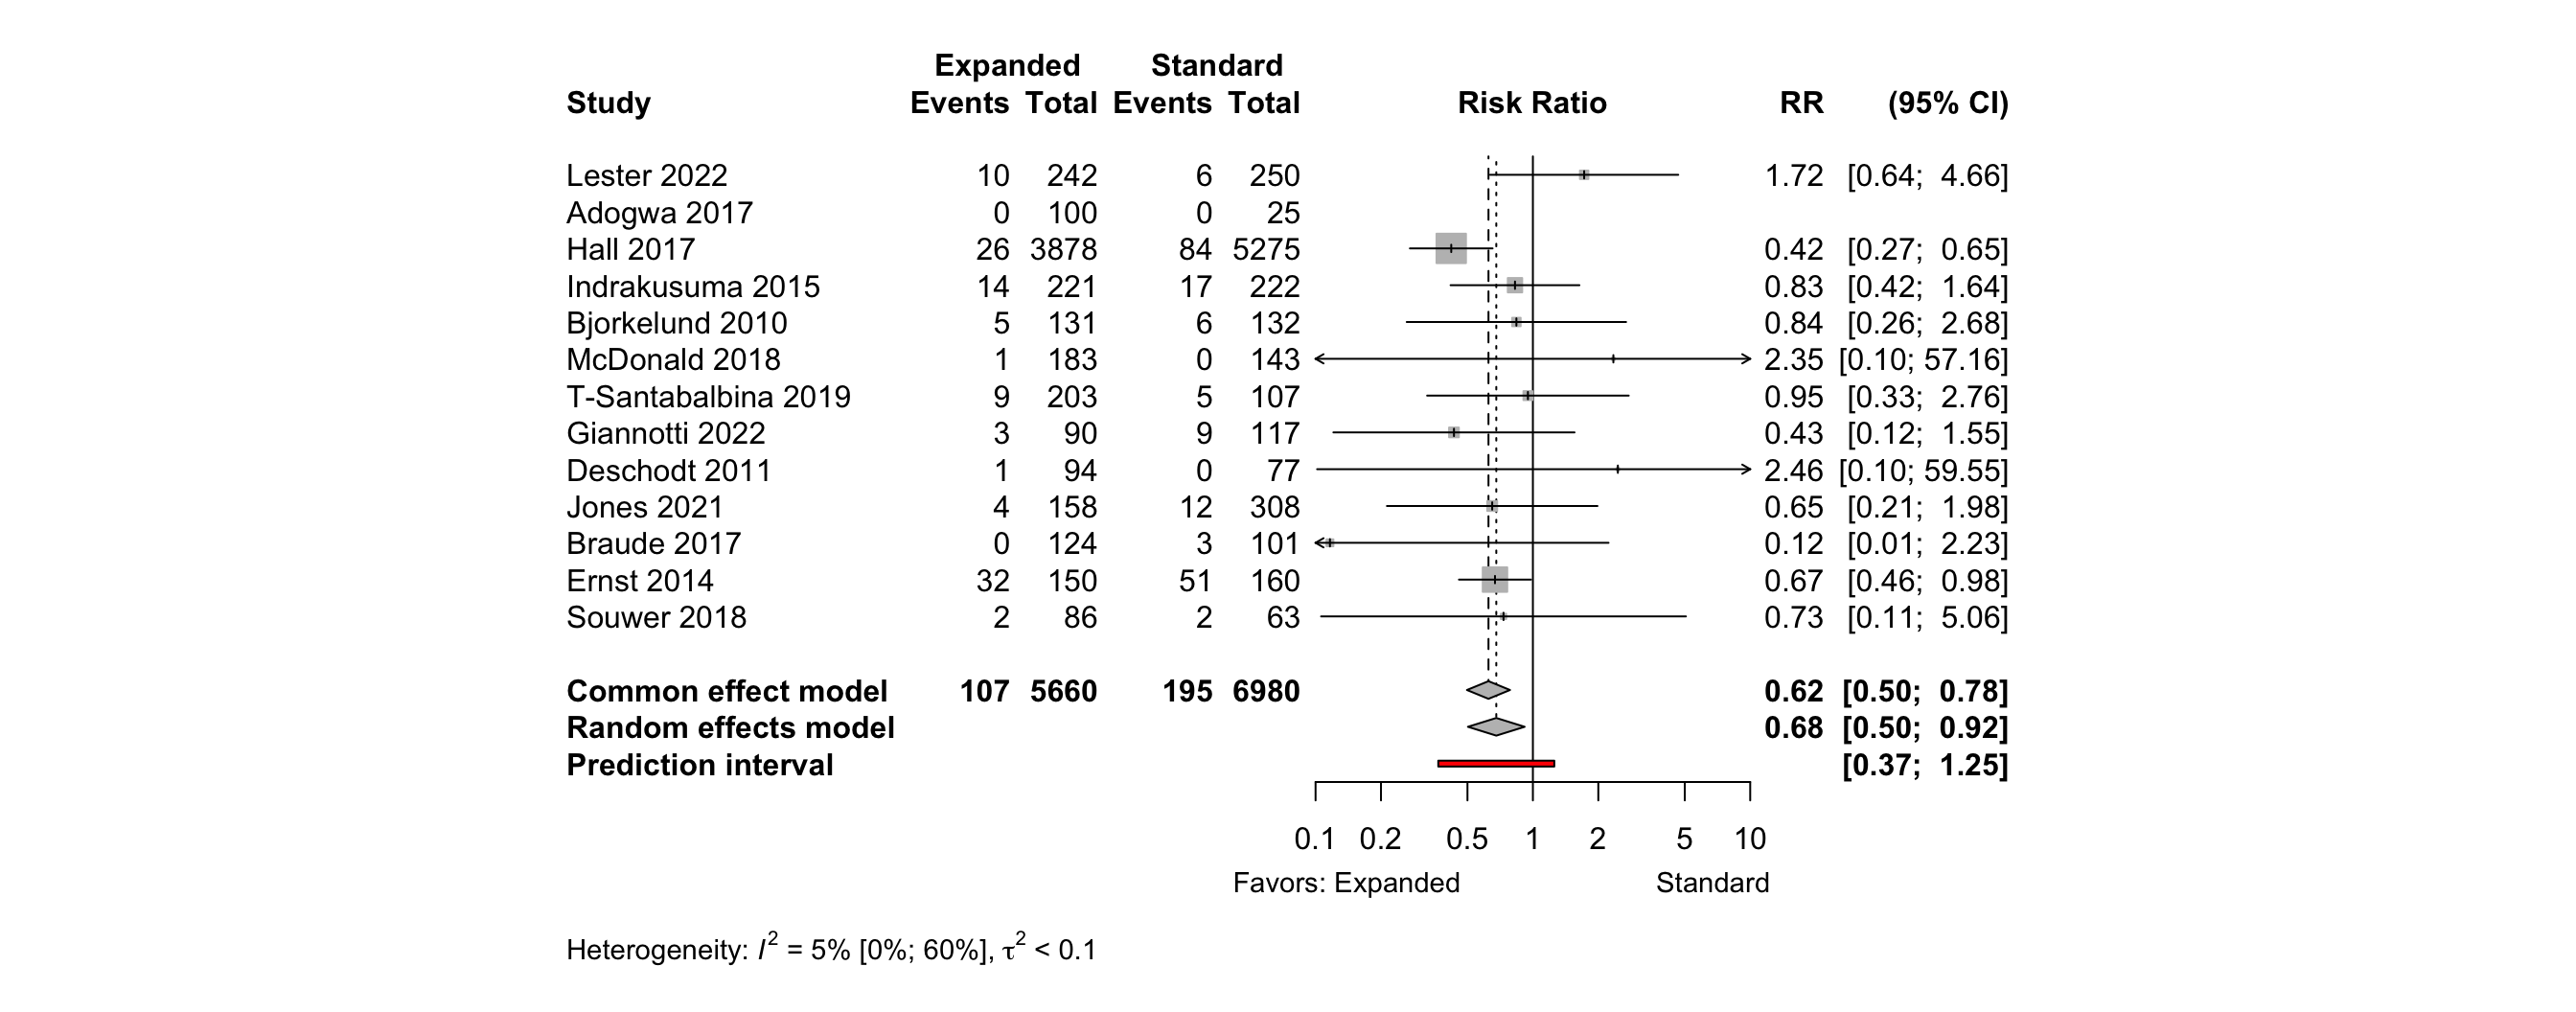 Expanded Standard
Study Events Total Events Total Risk Ratio RR (95% CI)
Lester 2022 10 242 6 250 1.72 [0.64; 4.66]
Adogwa 2017 0 100 0 25
Hall 2017 26 3878 84 5275 0.42 [0.27; 0.65]
Indrakusuma 2015 14 221 17 222 0.83 [0.42; 1.64]
Bjorkelund 2010 5 131 6 132 0.84 [0.26; 2.68]
McDonald 2018 1 183 0 143 2.35 [0.10; 57.16]
T-Santabalbina 2019 9 203 5 107 0.95 [0.33; 2.76]
Giannotti 2022 3 90 9 117 0.43 [0.12; 1.55]
Deschodt 2011 1 94 0 77 2.46 [0.10; 59.55]
Jones 2021 4 158 12 308 0.65 [0.21; 1.98]
Braude 2017 0 124 3 101 0.12 [0.01; 2.23]
Ernst 2014 32 150 51 160 0.67 [0.46; 0.98]
Souwer 2018 2 86 2 63 0.73 [0.11; 5.06]
Common effect model 107 5660 195 6980 0.62 [0.50; 0.78]
Random effects model 0.68 [0.50; 0.92]
Prediction interval [0.37; 1.25]
0.1 0.2 0.5 1 2 5 10
Favors: Expanded Standard
Heterogeneity: I² = 5% [0%; 60%], τ² < 0.1